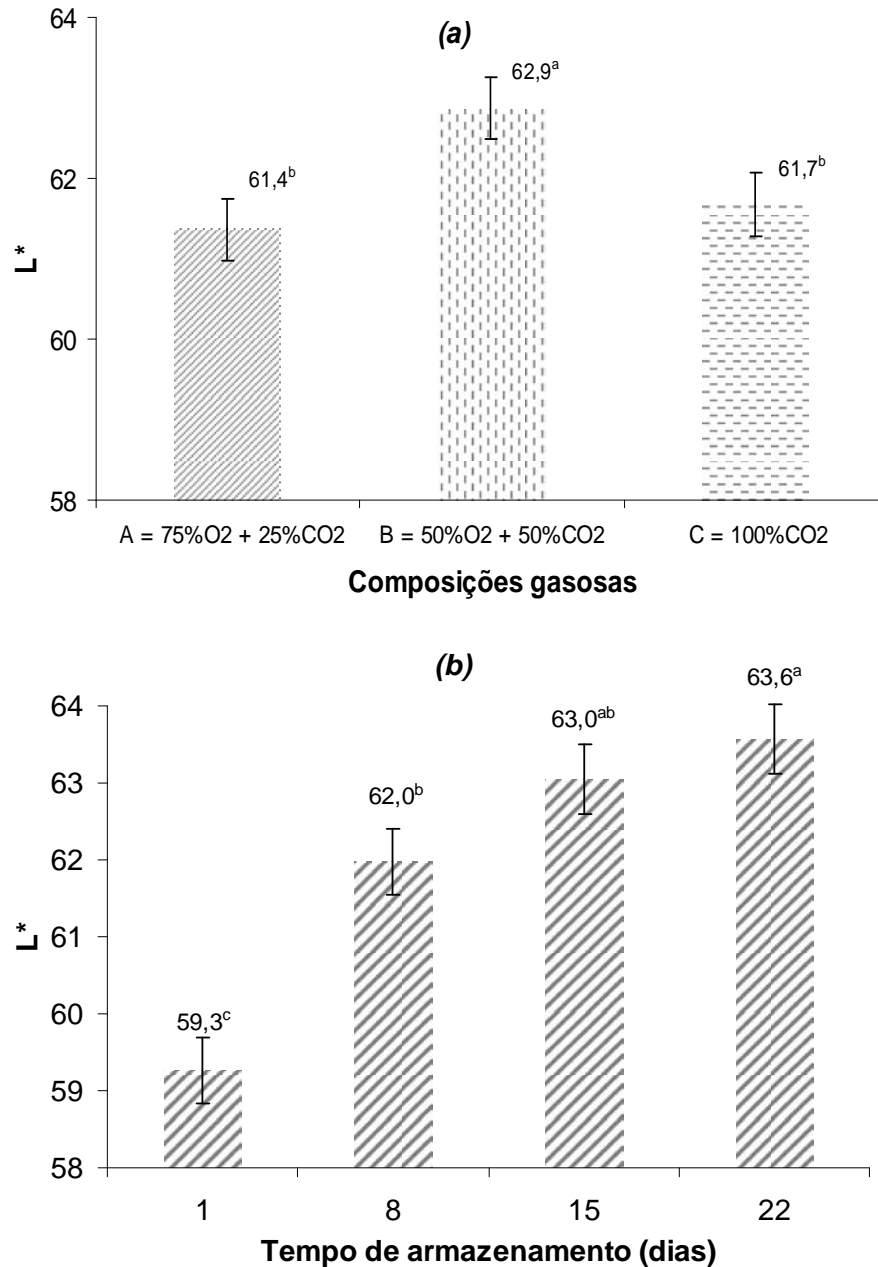 (a)
64
62
60
58
L*
61,4ᵇ
62,9ᵃ
61,7ᵇ
A = 75%O2 + 25%CO2
B = 50%O2 + 50%CO2
C = 100%CO2
Composições gasosas
(b)
64
63
62
61
60
59
58
L*
59,3ᶜ
62,0ᵇ
63,0ᵃᵇ
63,6ᵃ
1
8
15
22
Tempo de armazenamento (dias)